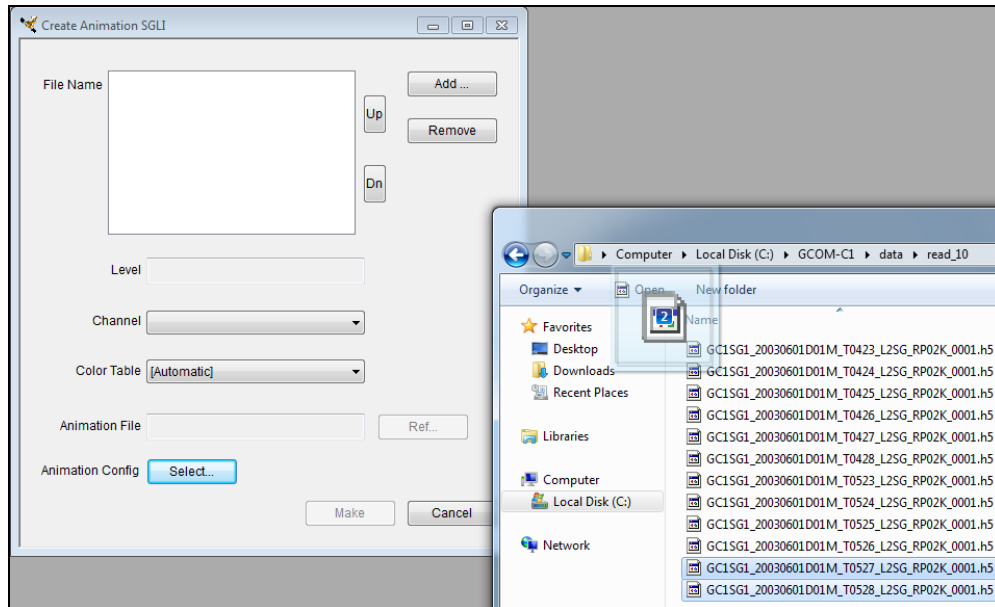 Create Animation SGLI
File Name
Add ...
Up
Remove
Dn
Level
Channel
Color Table [Automatic]
Animation File
Ref...
Animation Config
Select...
Make
Cancel
Computer
Local Disk (C:)
GCOM-C1
data
read_10
Organize
Open
New folder
2
Name
Favorites
Desktop
Downloads
Recent Places
Libraries
Computer
Local Disk (C:)
Network
GC1SG1_20030601D01M_T0423_L2SG_RP02K_0001.h5
GC1SG1_20030601D01M_T0424_L2SG_RP02K_0001.h5
GC1SG1_20030601D01M_T0425_L2SG_RP02K_0001.h5
GC1SG1_20030601D01M_T0426_L2SG_RP02K_0001.h5
GC1SG1_20030601D01M_T0427_L2SG_RP02K_0001.h5
GC1SG1_20030601D01M_T0428_L2SG_RP02K_0001.h5
GC1SG1_20030601D01M_T0523_L2SG_RP02K_0001.h5
GC1SG1_20030601D01M_T0524_L2SG_RP02K_0001.h5
GC1SG1_20030601D01M_T0525_L2SG_RP02K_0001.h5
GC1SG1_20030601D01M_T0526_L2SG_RP02K_0001.h5
GC1SG1_20030601D01M_T0527_L2SG_RP02K_0001.h5
GC1SG1_20030601D01M_T0528_L2SG_RP02K_0001.h5